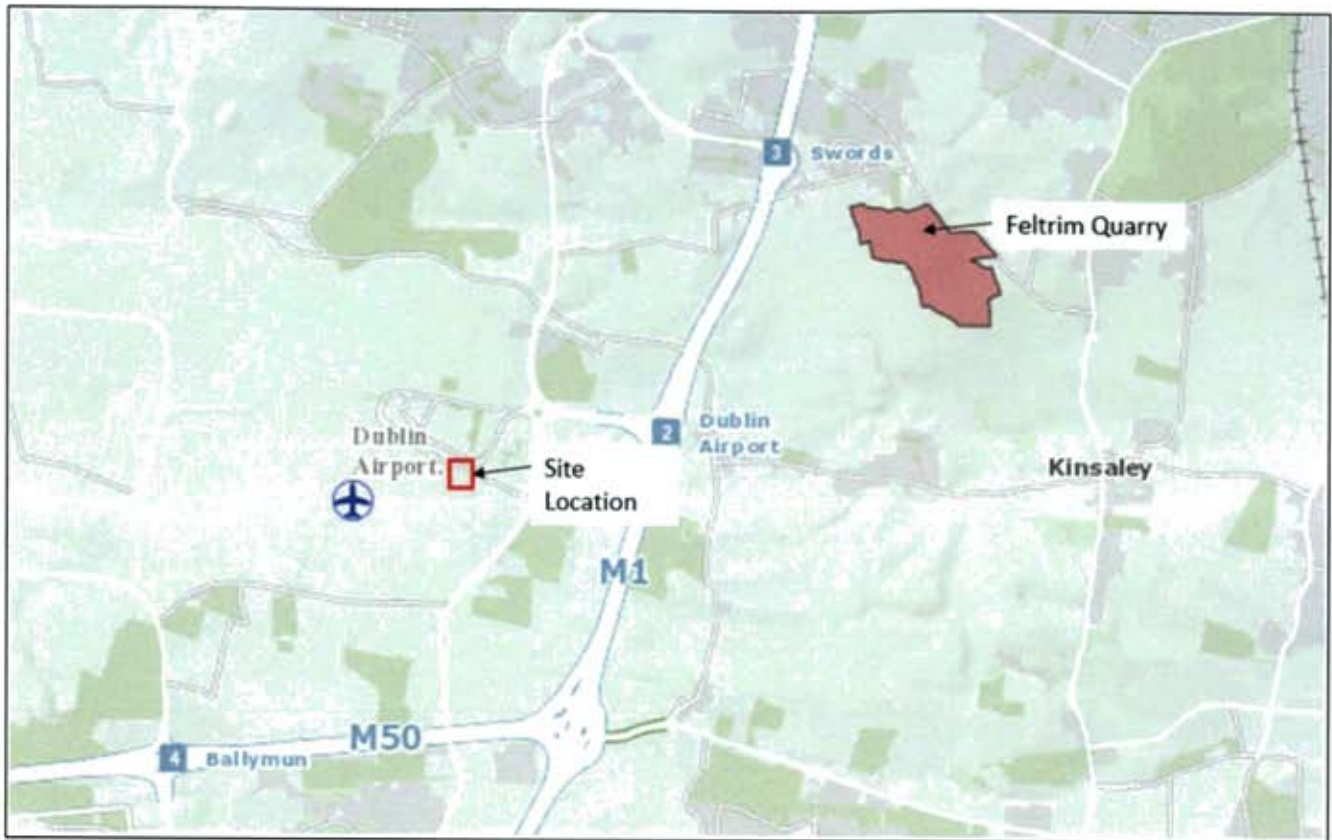 3
Swords
Feltrim Quarry
2
Dublin
Airport
Dublin
Airport.
Site
Location
Kinsaley
M1
M50
4
Ballymun